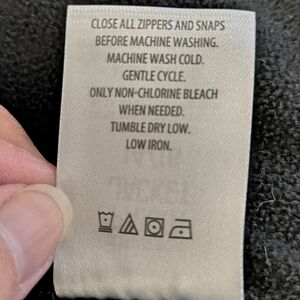 CLOSE ALL ZIPPERS AND SNAPS
BEFORE MACHINE WASHING.
MACHINE WASH COLD.
GENTLE CYCLE.
ONLY NON-CHLORINE BLEACH
WHEN NEEDED.
TUMBLE DRY LOW.
LOW IRON.